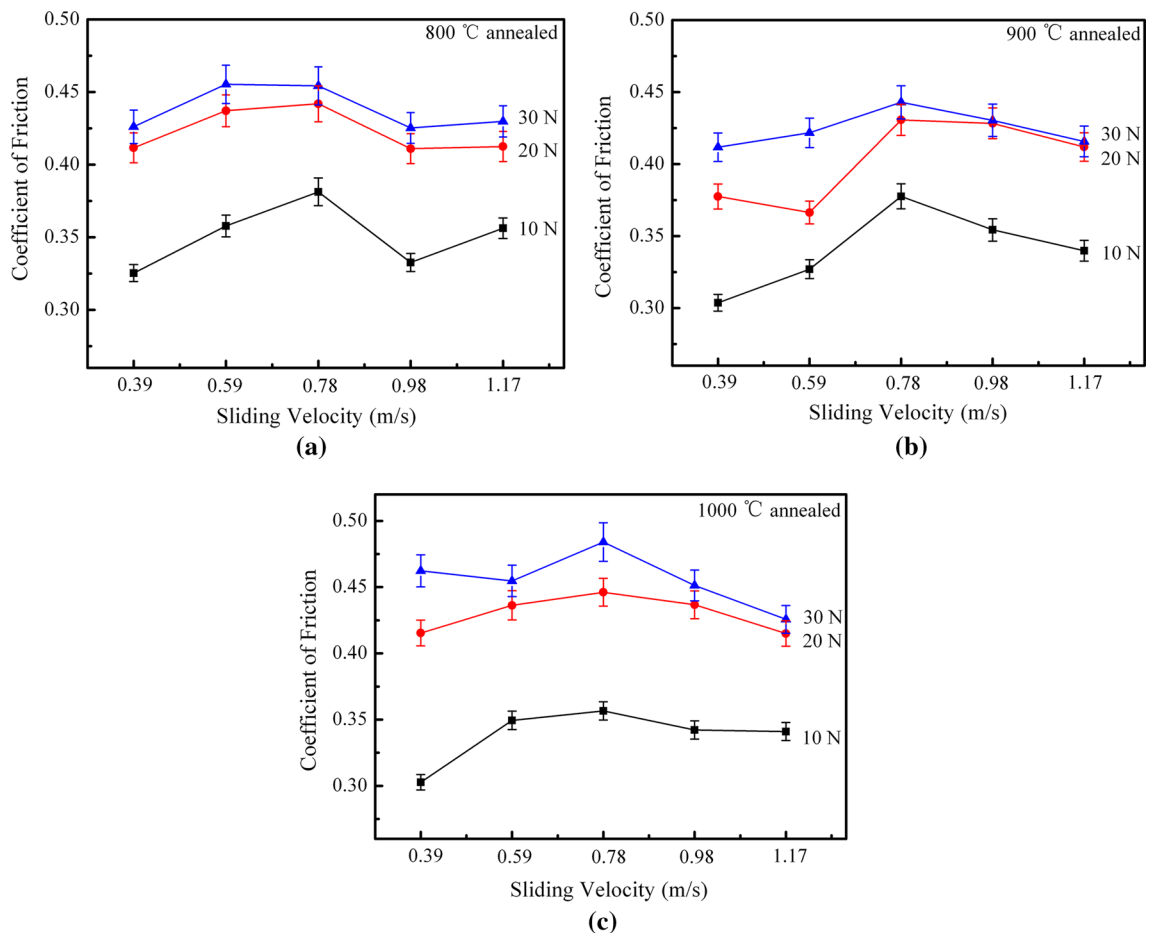 800 ℃ annealed
0.50
0.45
0.40
0.35
0.30
Coefficient of Friction
30 N
20 N
10 N
0.39 0.59 0.78 0.98 1.17
Sliding Velocity (m/s)
(a)
900 ℃ annealed
0.50
0.45
0.40
0.35
0.30
Coefficient of Friction
30 N
20 N
10 N
0.39 0.59 0.78 0.98 1.17
Sliding Velocity (m/s)
(b)
1000 ℃ annealed
0.50
0.45
0.40
0.35
0.30
Coefficient of Friction
30 N
20 N
10 N
0.39 0.59 0.78 0.98 1.17
Sliding Velocity (m/s)
(c)